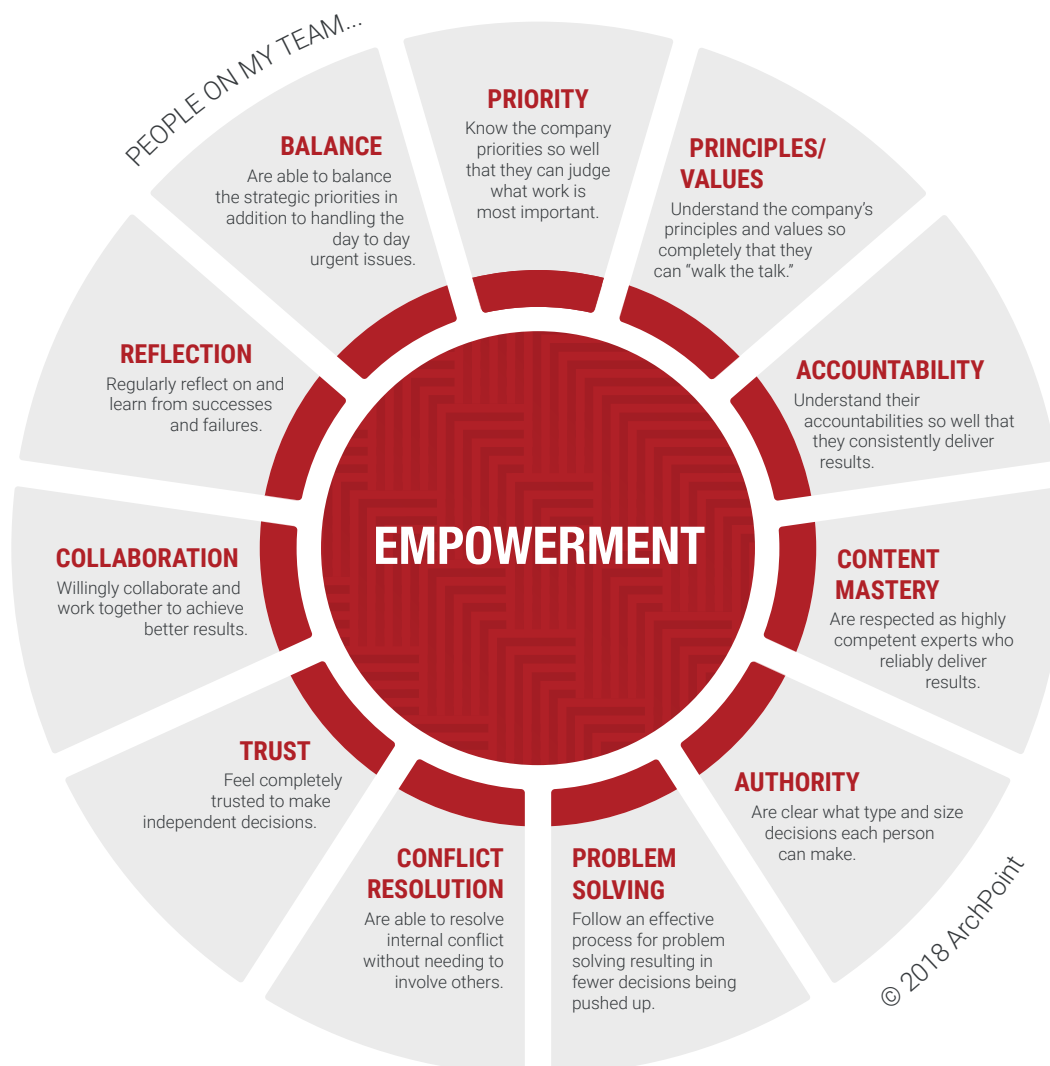 PEOPLE ON MY TEAM...
PRIORITY
Know the company
priorities so well
that they can judge
what work is
most important.
PRINCIPLES/
VALUES
Understand the company's
principles and values so
completely that they
can "walk the talk."
ACCOUNTABILITY
Understand their
accountabilities so well that
they consistently deliver
results.
CONTENT
MASTERY
Are respected as highly
competent experts who
reliably deliver
results.
AUTHORITY
Are clear what type and size
decisions each person
can make.
PROBLEM
SOLVING
Follow an effective
process for problem
solving resulting in
fewer decisions being
pushed up.
CONFLICT
RESOLUTION
Are able to resolve
internal conflict
without needing to
involve others.
TRUST
Feel completely
trusted to make
independent decisions.
COLLABORATION
Willingly collaborate and
work together to achieve
better results.
REFLECTION
Regularly reflect on and
learn from successes
and failures.
BALANCE
Are able to balance
the strategic priorities in
addition to handling the
day to day
urgent issues.
EMPOWERMENT
© 2018 ArchPoint